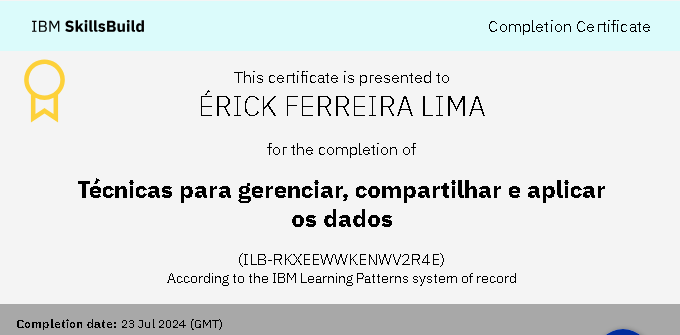 IBM SkillsBuild
Completion Certificate
This certificate is presented to
ÉRICK FERREIRA LIMA
for the completion of
Técnicas para gerenciar, compartilhar e aplicar
os dados
(ILB-RKXEEWWKENWV2R4E)
According to the IBM Learning Patterns system of record
Completion date: 23 Jul 2024 (GMT)